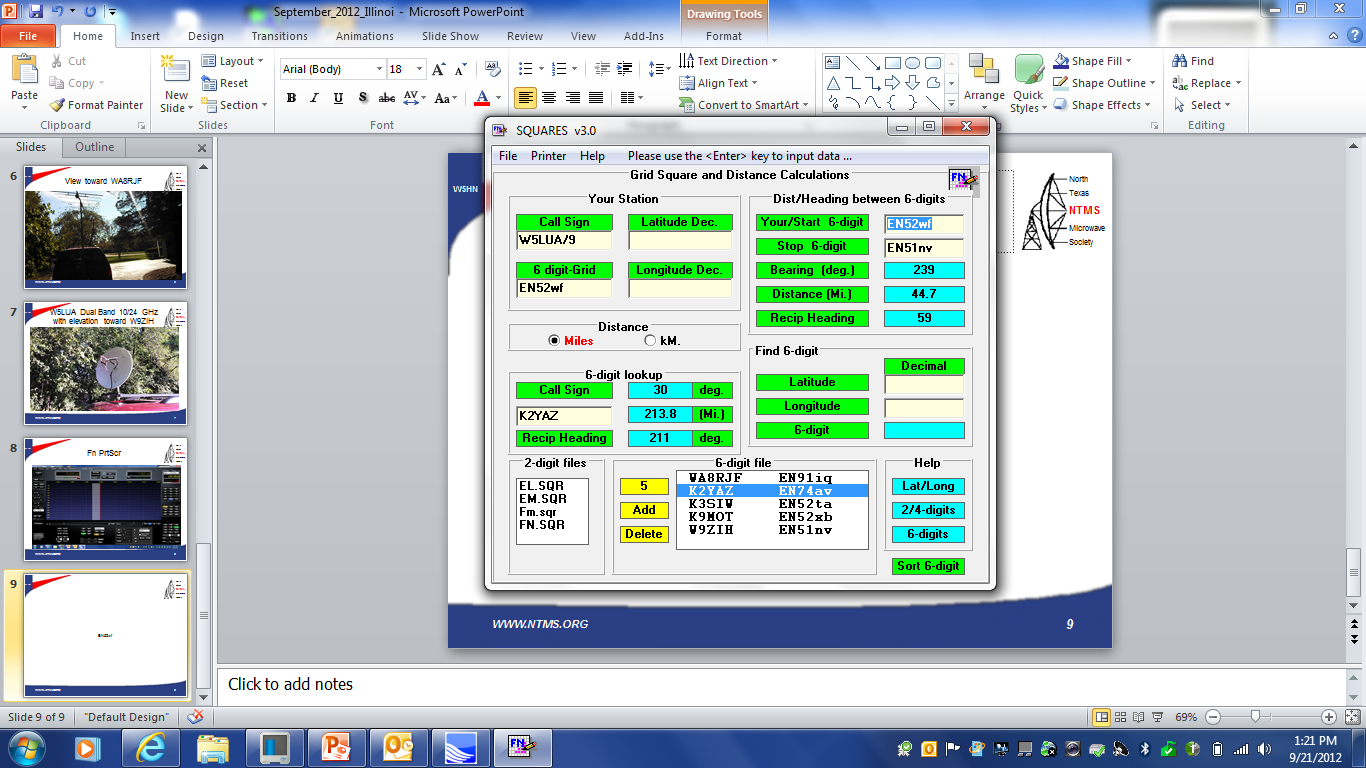 September_2012_Illinoi - Microsoft PowerPoint
Drawing Tools
File Home Insert Design Transitions Animations Slide Show Review View Add-Ins Format
Paste
Cut
Copy
Format Painter
Clipboard
New Slide
Layout
Reset
Section
Slides
Arial (Body) 18
Font
Text Direction
Align Text
Convert to SmartArt
Arrange
Quick Styles
Shape Fill
Shape Outline
Shape Effects
Find
Replace
Select
Editing
Slides Outline
6
View toward WA8RJF
7
W5LUA Dual Band 10/24 GHz
with elevation toward W9ZIH
8
Fn PrtScr
9
W5HN
North
Texas
NTMS
Microwave
Society
SQUARES v3.0
File Printer Help Please use the <Enter> key to input data ...
Grid Square and Distance Calculations
Your Station
Call Sign Latitude Dec.
W5LUA/9
6 digit-Grid Longitude Dec.
EN52wf
Distance
Miles kM.
6-digit lookup
Call Sign 30 deg.
K2YAZ 213.8 (Mi.)
Recip Heading 211 deg.
Dist/Heading between 6-digits
Your/Start 6-digit EN52wf
Stop 6-digit EN51nv
Bearing (deg.) 239
Distance (Mi.) 44.7
Recip Heading 59
Find 6-digit
Decimal
Latitude
Longitude
6-digit
2-digit files
EL.SQR
EM.SQR
Fm.sqr
FN.SQR
6-digit file
5
Add
Delete
WA8RJF EN91iq
K2YAZ EN74av
K3SIW EN52ta
K9MOT EN52xb
W9ZIH EN51nv
Help
Lat/Long
2/4-digits
6-digits
Sort 6-digit
WWW.NTMS.ORG 9
Click to add notes
Slide 9 of 9 "Default Design" 69%
1:21 PM
9/21/2012